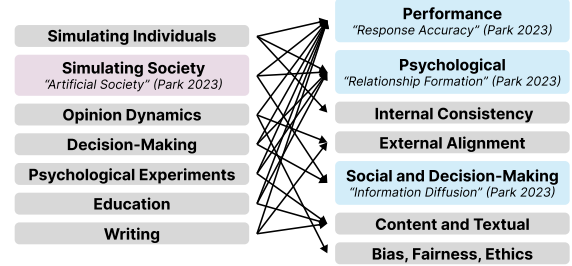 Simulating Individuals
Simulating Society
“Artificial Society” (Park 2023)
Opinion Dynamics
Decision-Making
Psychological Experiments
Education
Writing
Performance
“Response Accuracy” (Park 2023)
Psychological
“Relationship Formation” (Park 2023)
Internal Consistency
External Alignment
Social and Decision-Making
“Information Diffusion” (Park 2023)
Content and Textual
Bias, Fairness, Ethics